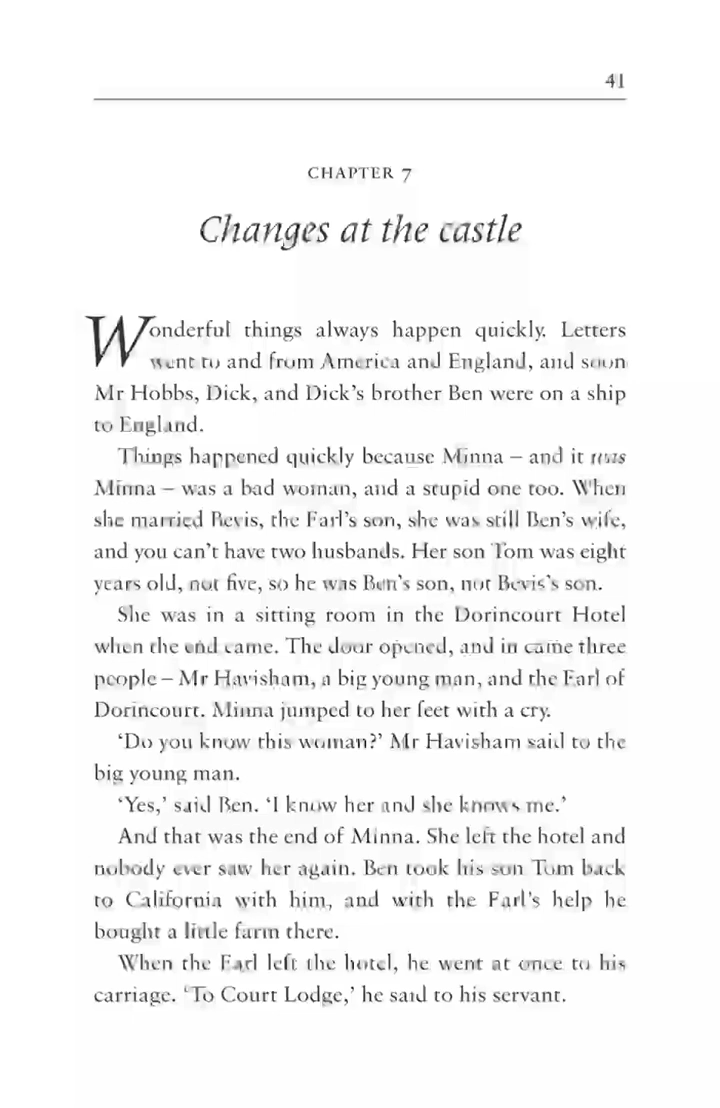 41
CHAPTER 7
Changes at the castle
Wonderful things always happen quickly. Letters
went to and from America and England, and soon
Mr Hobbs, Dick, and Dick's brother Ben were on a ship
to England.
Things happened quickly because Minna – and it was
Minna – was a bad woman, and a stupid one too. When
she married Bevis, the Earl's son, she was still Ben's wife,
and you can't have two husbands. Her son Tom was eight
years old, not five, so he was Ben's son, not Bevis's son.
She was in a sitting room in the Dorincourt Hotel
when the end came. The door opened, and in came three
people – Mr Havisham, a big young man, and the Earl of
Dorincourt. Minna jumped to her feet with a cry.
‘Do you know this woman?’ Mr Havisham said to the
big young man.
‘Yes,’ said Ben. ‘I know her and she knows me.’
And that was the end of Minna. She left the hotel and
nobody ever saw her again. Ben took his son Tom back
to California with him, and with the Earl's help he
bought a little farm there.
When the Earl left the hotel, he went at once to his
carriage. ‘To Court Lodge,’ he said to his servant.